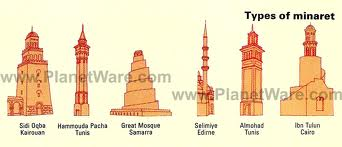 Types of minaret
www.PlanetWare.com
www.PlanetWare.com
Sidi Oqba
Kairouan
Hammouda Pacha
Tunis
Great Mosque
Samarra
Selimiye
Edirne
Almohad
Tunis
Ibn Tulun
Cairo